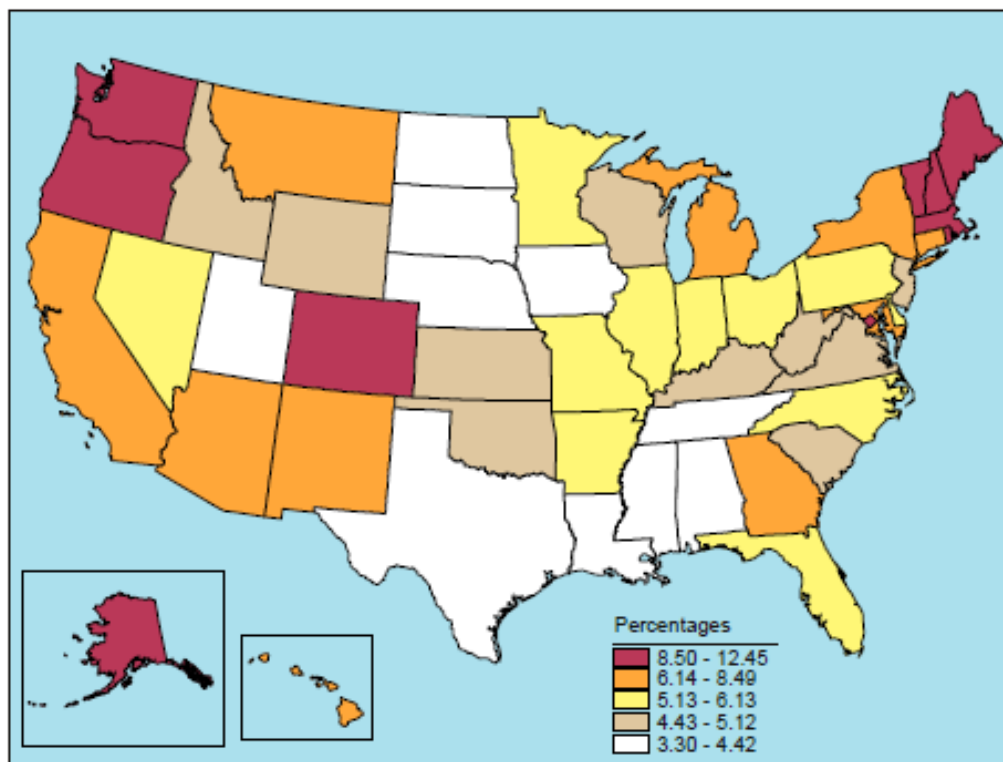 Percentages
8.50 - 12.45
6.14 - 8.49
5.13 - 6.13
4.43 - 5.12
3.30 - 4.42